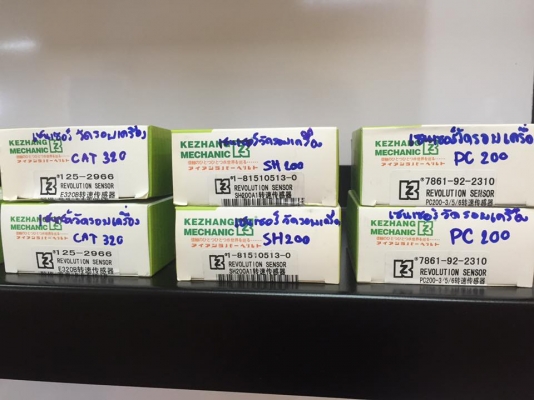 เซนเซอร์วัดรอบเครื่อง
KEZHANG
MECHANIC
CAT 320
*125-2966
REVOLUTION SENSOR
E320B转速传感器
เซนเซอร์วัดรอบเครื่อง
KEZHANG
MECHANIC
SH200
*1-81510513-0
REVOLUTION SENSOR
SH200A1转速传感器
เซนเซอร์วัดรอบเครื่อง
KEZHANG
MECHANIC
PC 200
*7861-92-2310
REVOLUTION SENSOR
PC200-3/5/6转速传感器
เซนเซอร์วัดรอบเครื่อง
KEZHANG
MECHANIC
CAT 320
*125-2966
REVOLUTION SENSOR
E320B转速传感器
เซนเซอร์วัดรอบเครื่อง
KEZHANG
MECHANIC
SH200
*1-81510513-0
REVOLUTION SENSOR
SH200A1转速传感器
เซนเซอร์วัดรอบเครื่อง
KEZHANG
MECHANIC
PC 200
*7861-92-2310
REVOLUTION SENSOR
PC200-3/5/6转速传感器